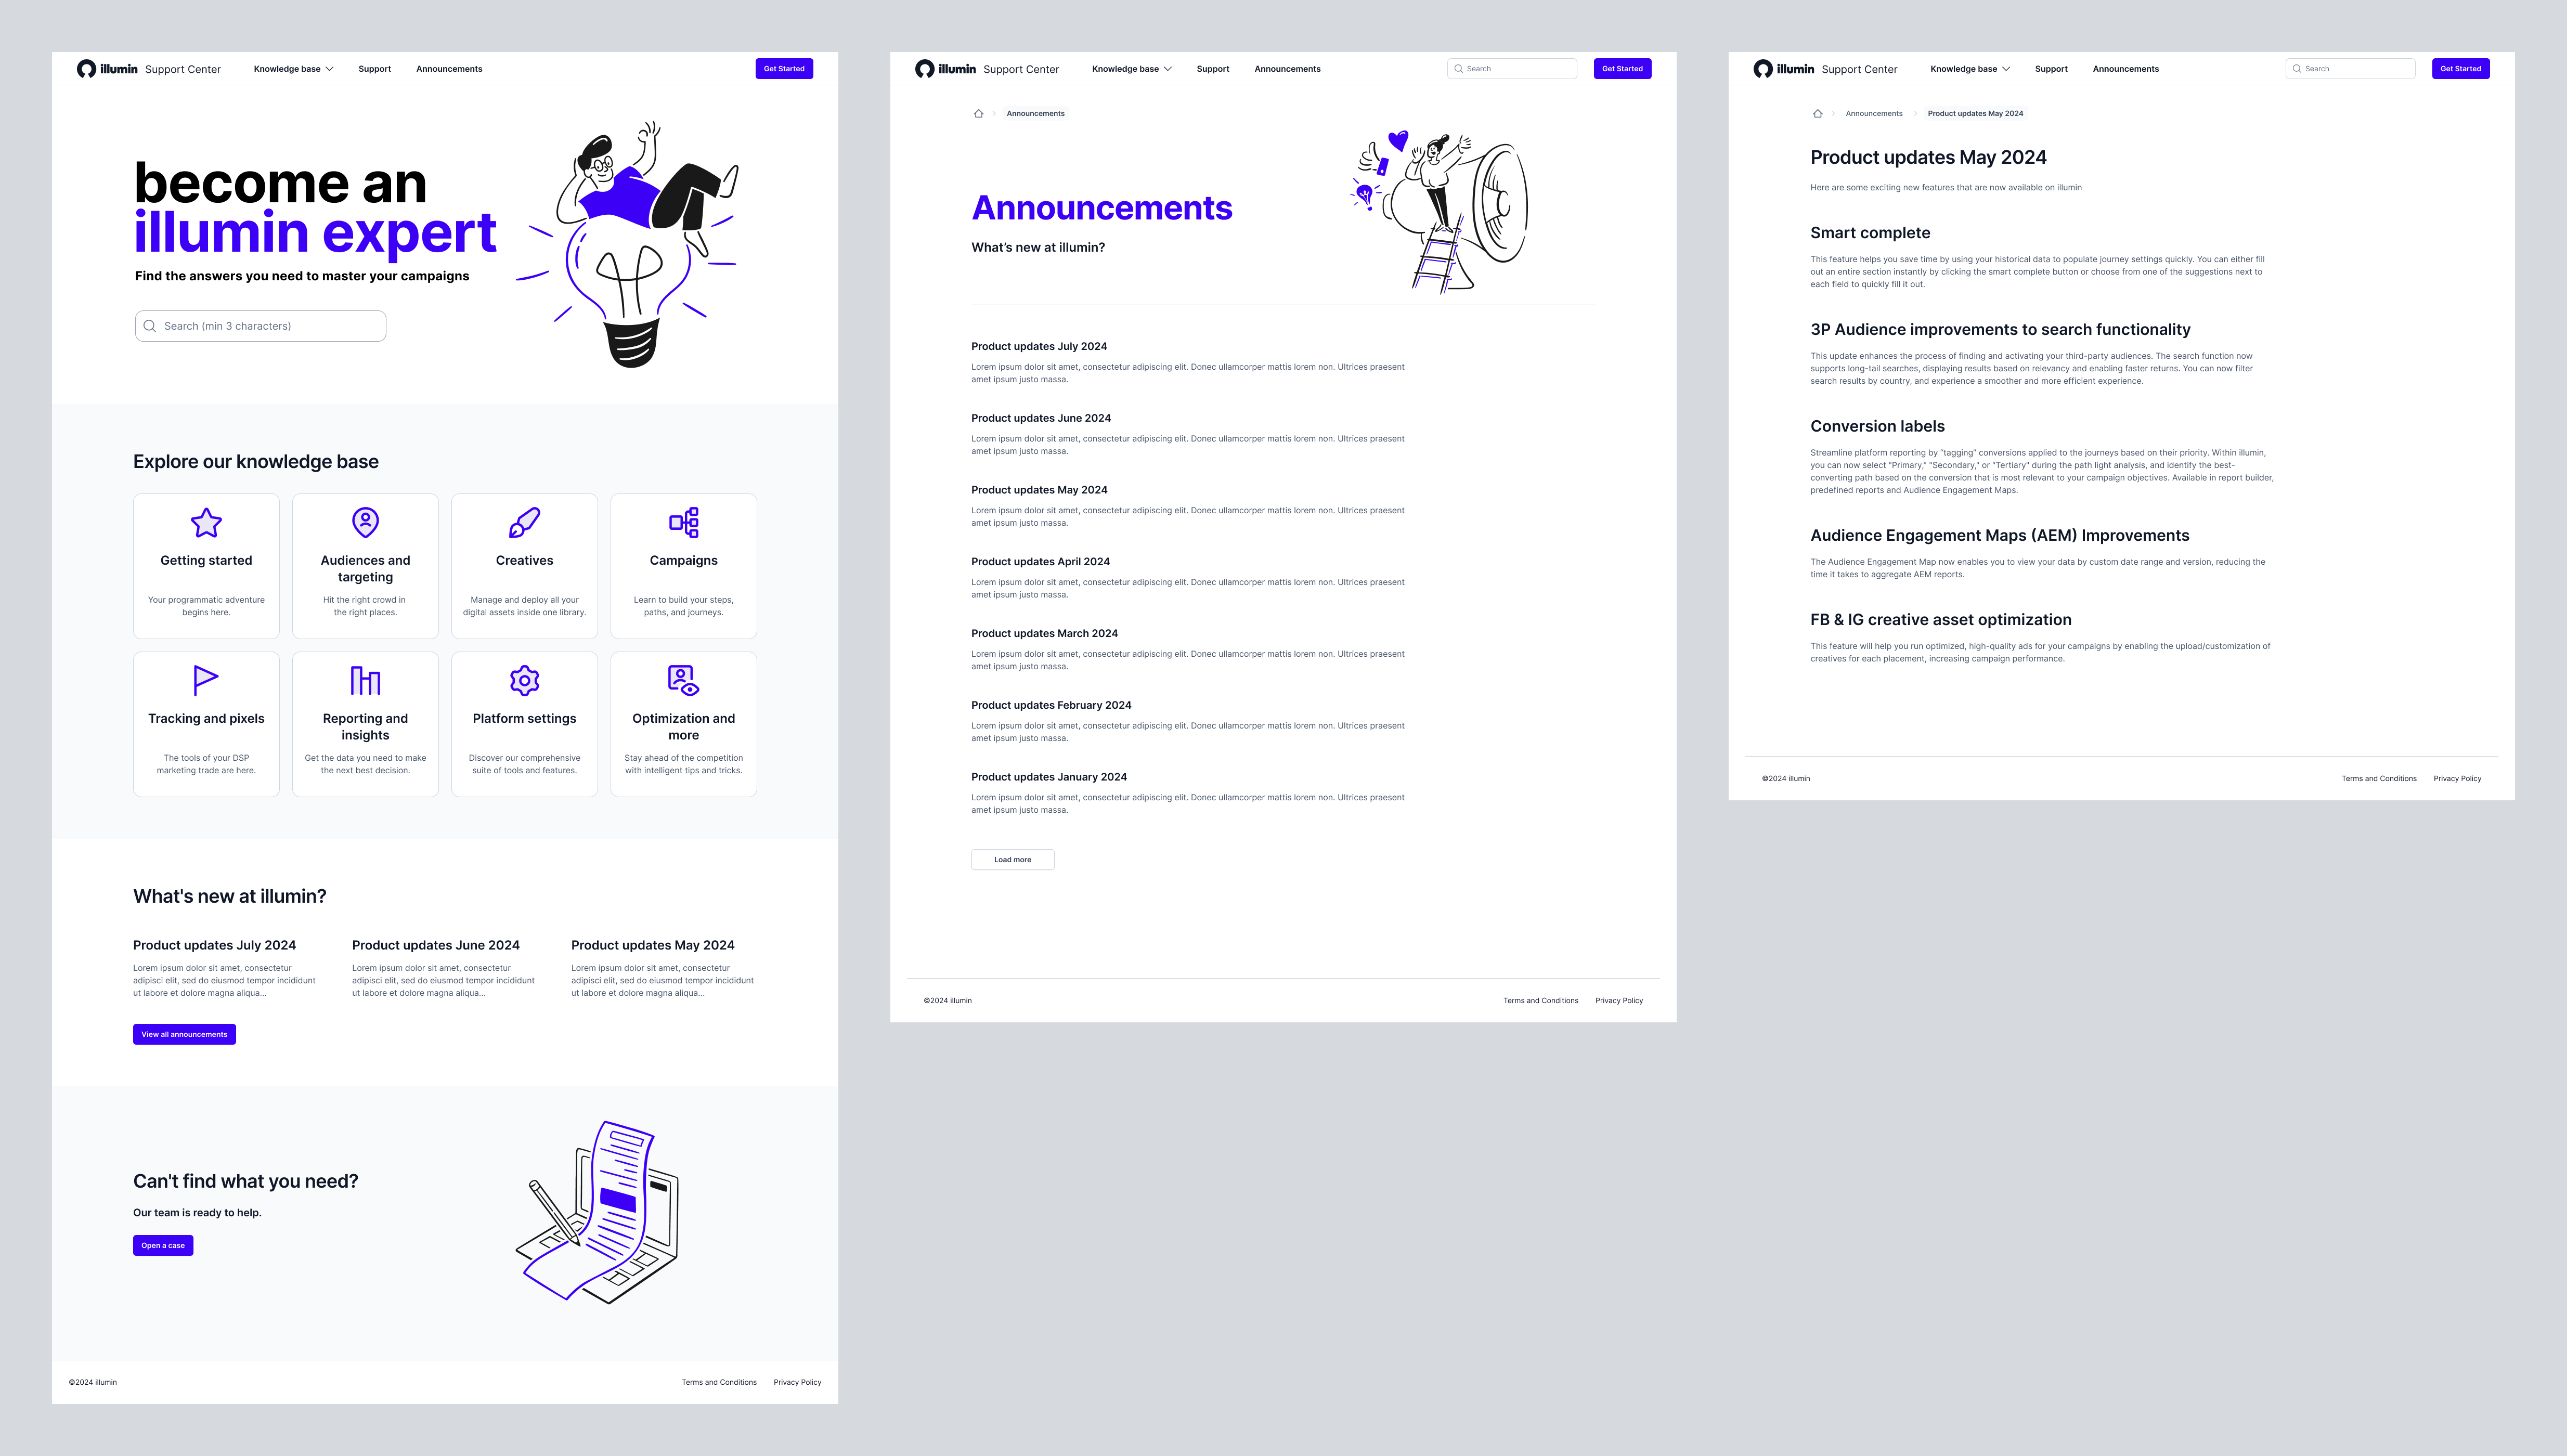 illumin Support Center Knowledge base Support Announcements Get Started
become an
illumin expert
Find the answers you need to master your campaigns
Search (min 3 characters)
Explore our knowledge base
Getting started
Your programmatic adventure
begins here.
Audiences and
targeting
Hit the right crowd in
the right places.
Creatives
Manage and deploy all your
digital assets inside one library.
Campaigns
Learn to build your steps,
paths, and journeys.
Tracking and pixels
The tools of your DSP
marketing trade are here.
Reporting and
insights
Get the data you need to make
the next best decision.
Platform settings
Discover our comprehensive
suite of tools and features.
Optimization and
more
Stay ahead of the competition
with intelligent tips and tricks.
What's new at illumin?
Product updates July 2024
Lorem ipsum dolor sit amet, consectetur
adipisci elit, sed do eiusmod tempor incididunt
ut labore et dolore magna aliqua...
Product updates June 2024
Lorem ipsum dolor sit amet, consectetur
adipisci elit, sed do eiusmod tempor incididunt
ut labore et dolore magna aliqua...
Product updates May 2024
Lorem ipsum dolor sit amet, consectetur
adipisci elit, sed do eiusmod tempor incididunt
ut labore et dolore magna aliqua...
View all announcements
Can't find what you need?
Our team is ready to help.
Open a case
©2024 illumin Terms and Conditions Privacy Policy
illumin Support Center Knowledge base Support Announcements Search Get Started
Announcements
Announcements
What's new at illumin?
Product updates July 2024
Lorem ipsum dolor sit amet, consectetur adipiscing elit. Donec ullamcorper mattis lorem non. Ultrices praesent
amet ipsum justo massa.
Product updates June 2024
Lorem ipsum dolor sit amet, consectetur adipiscing elit. Donec ullamcorper mattis lorem non. Ultrices praesent
amet ipsum justo massa.
Product updates May 2024
Lorem ipsum dolor sit amet, consectetur adipiscing elit. Donec ullamcorper mattis lorem non. Ultrices praesent
amet ipsum justo massa.
Product updates April 2024
Lorem ipsum dolor sit amet, consectetur adipiscing elit. Donec ullamcorper mattis lorem non. Ultrices praesent
amet ipsum justo massa.
Product updates March 2024
Lorem ipsum dolor sit amet, consectetur adipiscing elit. Donec ullamcorper mattis lorem non. Ultrices praesent
amet ipsum justo massa.
Product updates February 2024
Lorem ipsum dolor sit amet, consectetur adipiscing elit. Donec ullamcorper mattis lorem non. Ultrices praesent
amet ipsum justo massa.
Product updates January 2024
Lorem ipsum dolor sit amet, consectetur adipiscing elit. Donec ullamcorper mattis lorem non. Ultrices praesent
amet ipsum justo massa.
Load more
©2024 illumin Terms and Conditions Privacy Policy
illumin Support Center Knowledge base Support Announcements Search Get Started
Announcements Product updates May 2024
Product updates May 2024
Here are some exciting new features that are now available on illumin
Smart complete
This feature helps you save time by using your historical data to populate journey settings quickly. You can either fill
out an entire section instantly by clicking the smart complete button or choose from one of the suggestions next to
each field to quickly fill it out.
3P Audience improvements to search functionality
This update enhances the process of finding and activating your third-party audiences. The search function now
supports long-tail searches, displaying results based on relevancy and enabling faster returns. You can now filter
search results by country, and experience a smoother and more efficient experience.
Conversion labels
Streamline platform reporting by "tagging" conversions applied to the journeys based on their priority. Within illumin,
you can now select "Primary," "Secondary," or "Tertiary" during the path light analysis, and identify the best-
converting path based on the conversion that is most relevant to your campaign objectives. Available in report builder,
predefined reports and Audience Engagement Maps.
Audience Engagement Maps (AEM) Improvements
The Audience Engagement Map now enables you to view your data by custom date range and version, reducing the
time it takes to aggregate AEM reports.
FB & IG creative asset optimization
This feature will help you run optimized, high-quality ads for your campaigns by enabling the upload/customization of
creatives for each placement, increasing campaign performance.
©2024 illumin Terms and Conditions Privacy Policy